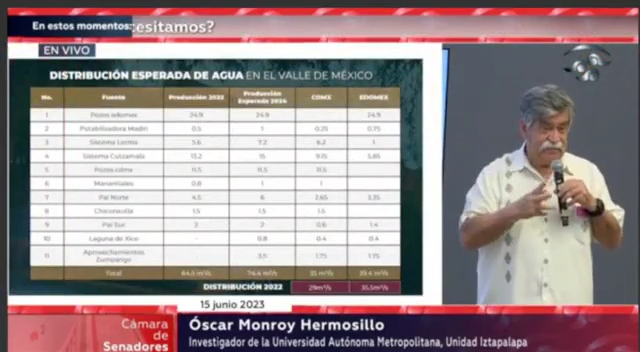 En estos momentos: cesitamos?
EN VIVO
DISTRIBUCIÓN ESPERADA DE AGUA EN EL VALLE DE MÉXICO
No. Fuente Producción 2022 Producción Esperada 2024 CDMX EDOMEX
1 Pozos 24.9 24.9 24.9
2 Potabilizadora Madín 0.5 1 0.25 0.75
3 Sistema Lerma 5.6 7.2 6.2 1
4 Sistema Cutzamala 13.2 15 9.15 5.85
5 Pozos 11.5 11.5 11.5
6 Manantiales 0.8 1 1
7 Pai Norte 4.5 6 2.65 3.35
8 Chiconautla 1.5 1.5 1.5
9 Pai Sur 2 2 0.6 1.4
10 Laguna de Xico - 0.8 0.4 0.4
11 Aprovechamientos Zumpango 3.5 1.75 1.75
Total 74.4 m³/s 35 m³/s 39.4 m³/s
DISTRIBUCIÓN 2022 29m³/s 35.5m³/s
15 junio 2023
Cámara de Senadores
Óscar Monroy Hermosillo
Investigador de la Universidad Autónoma Metropolitana, Unidad Iztapalapa